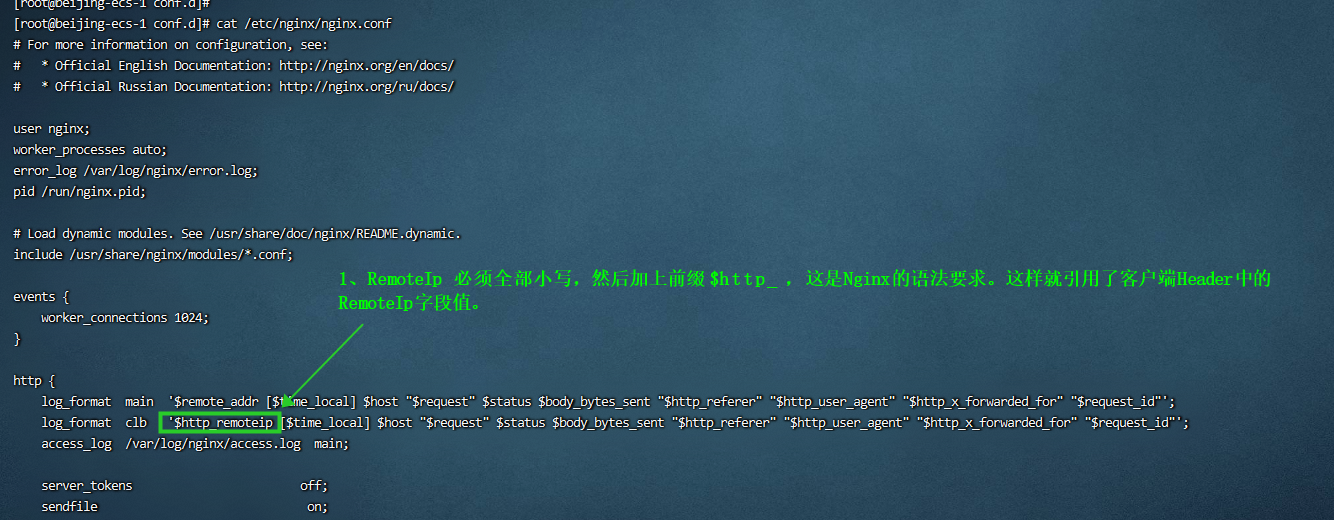 [root@beijing-ecs-1 conf.d]#
[root@beijing-ecs-1 conf.d]# cat /etc/nginx/nginx.conf
# For more information on configuration, see:
#   * Official English Documentation: http://nginx.org/en/docs/
#   * Official Russian Documentation: http://nginx.org/ru/docs/
user nginx;
worker_processes auto;
error_log /var/log/nginx/error.log;
pid /run/nginx.pid;
# Load dynamic modules. See /usr/share/doc/nginx/README.dynamic.
include /usr/share/nginx/modules/*.conf;
1、RemoteIp 必须全部小写，然后加上前缀 $http_ ，这是Nginx的语法要求。这样就引用了客户端Header中的
RemoteIp字段值。
events {
    worker_connections 1024;
}
http {
    log_format  main  '$remote_addr [$time_local] $host "$request" $status $body_bytes_sent "$http_referer" "$http_user_agent" "$http_x_forwarded_for" "$request_id"';
    log_format  clb  '$http_remoteip [$time_local] $host "$request" $status $body_bytes_sent "$http_referer" "$http_user_agent" "$http_x_forwarded_for" "$request_id"';
    access_log  /var/log/nginx/access.log  main;
    server_tokens                        off;
    sendfile                              on;